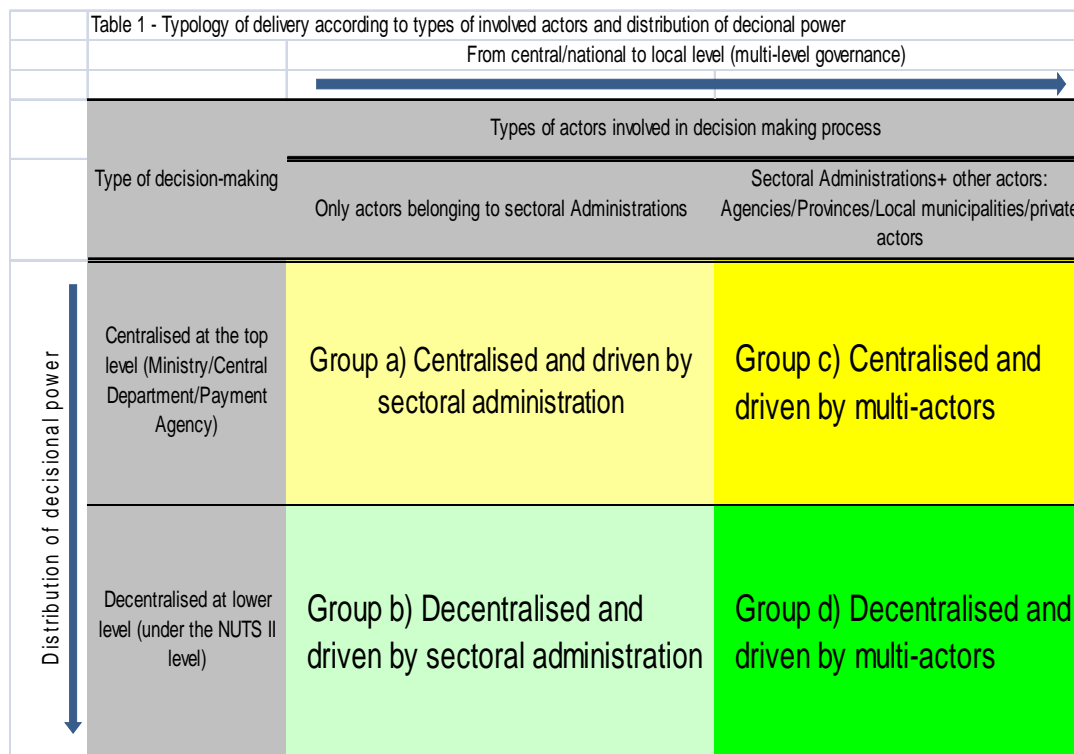 Table 1 - Typology of delivery according to types of involved actors and distribution of decional power
From central/national to local level (multi-level governance)
Types of actors involved in decision making process
Type of decision-making
Only actors belonging to sectoral Administrations
Sectoral Administrations+ other actors:
Agencies/Provinces/Local municipalities/private
actors
Distribution of decisional power
Centralised at the top
level (Ministry/Central
Department/Payment
Agency)
Group a) Centralised and driven by
sectoral administration
Group c) Centralised and
driven by multi-actors
Decentralised at lower
level (under the NUTS II
level)
Group b) Decentralised and
driven by sectoral administration
Group d) Decentralised and
driven by multi-actors